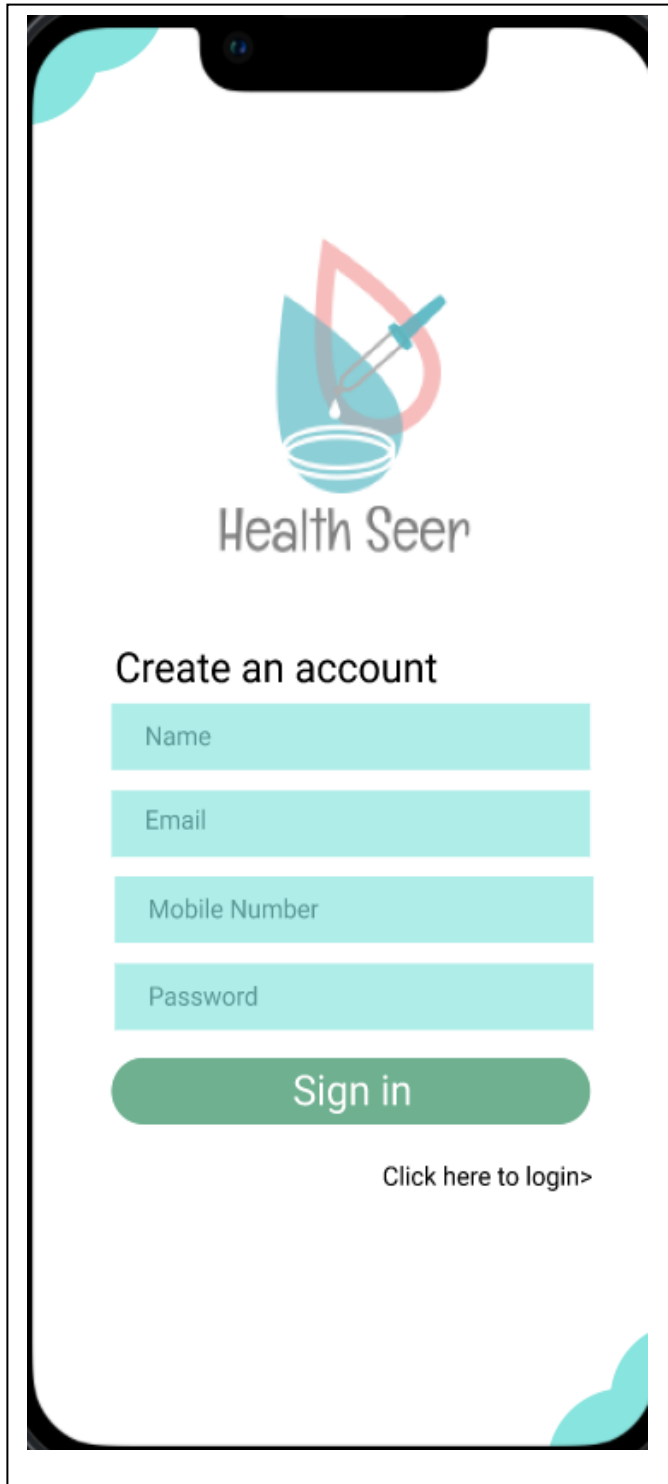 Health Seer
Create an account
Name
Email
Mobile Number
Password
Sign in
Click here to login>